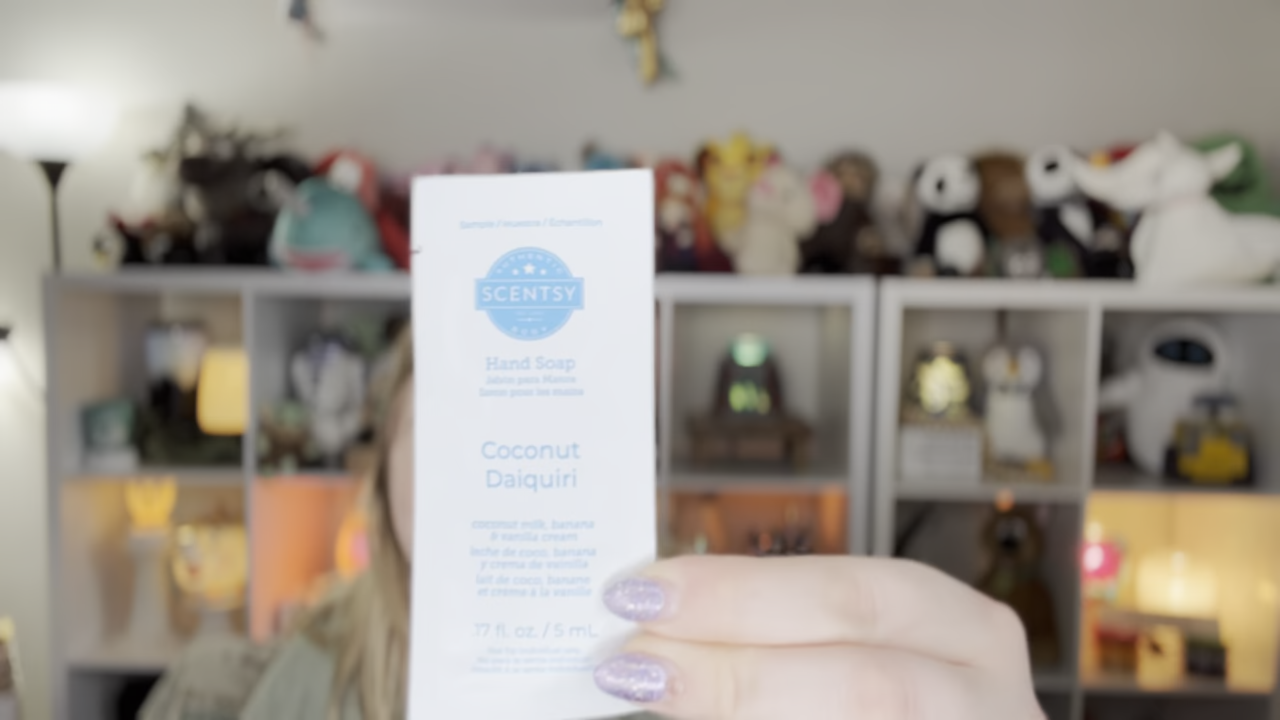 Sample / Muestra / Échantillon
AUTHENTIC
SCENTSY
BODY
Hand Soap
Jabón para Manos
Savon pour les mains
Coconut
Daiquiri
coconut milk, banana
& vanilla cream
leche de coco, banana
y crema de vainilla
lait de coco, banane
et crème à la vanille
.17 fl. oz. / 5 mL